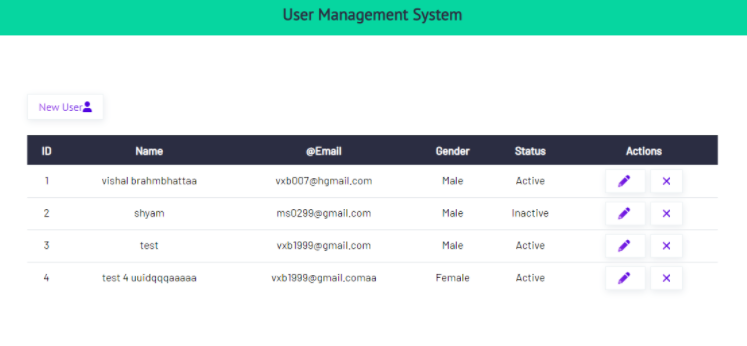 User Management System
New User
ID Name @Email Gender Status Actions
1 vishal brahmbhattaa vxb007@hgmail.com Male Active
2 shyam ms0299@gmail.com Male Inactive
3 test vxb1999@gmail.com Male Active
4 test 4 uuidqqqaaaaa vxb1999@gmail.comaa Female Active